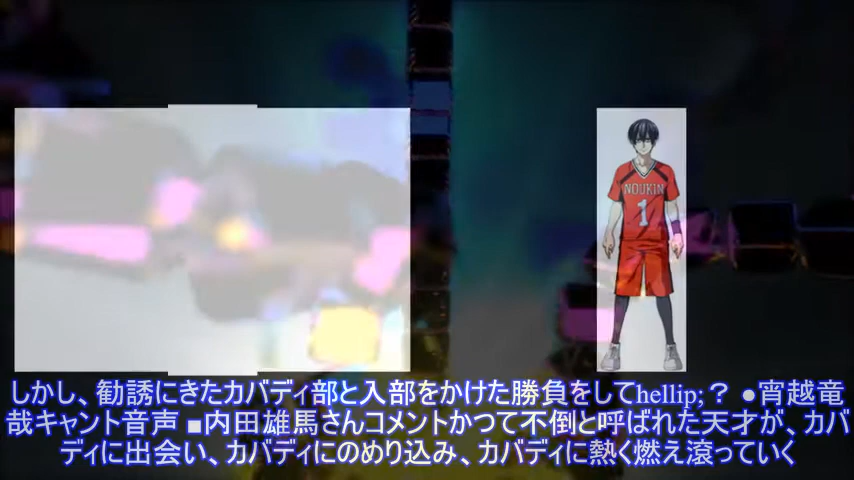 NOUKIN
1
しかし、勧誘にきたカバディ部と入部をかけた勝負をしてhellip;？ ●宵越竜
哉キャント音声 ■内田雄馬さんコメントかつて不倒と呼ばれた天才が、カバ
ディに出会い、カバディにのめり込み、カバディに熱く燃え滾っていく